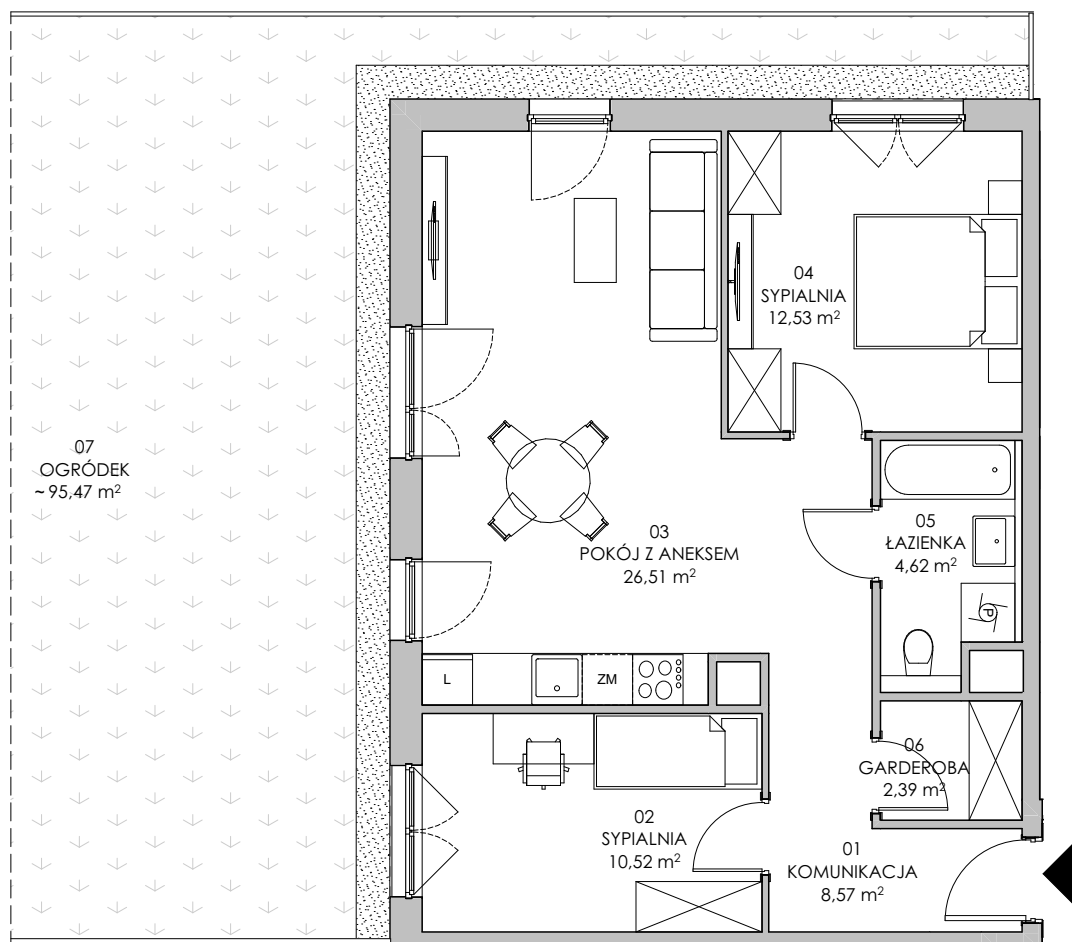 04
SYPIALNIA
12,53 m²
07
OGRÓDEK
~95,47 m²
03
POKÓJ Z ANEKSEM
26,51 m²
05
ŁAZIENKA
4,62 m²
P
L
ZM
06
GARDEROBA
2,39 m²
02
SYPIALNIA
10,52 m²
01
KOMUNIKACJA
8,57 m²